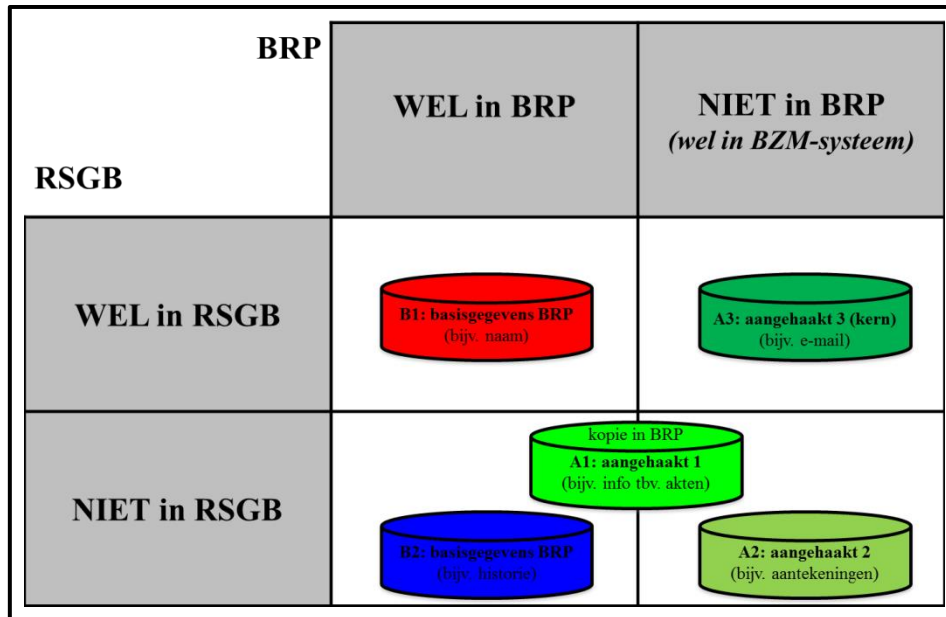 BRP
RSGB
WEL in BRP
NIET in BRP
(wel in BZM-systeem)
WEL in RSGB
B1: basisgegevens BRP
(bijv. naam)
A3: aangehaakt 3 (kern)
(bijv. e-mail)
NIET in RSGB
kopie in BRP
A1: aangehaakt 1
(bijv. info tbv. akten)
B2: basisgegevens BRP
(bijv. historie)
A2: aangehaakt 2
(bijv. aantekeningen)